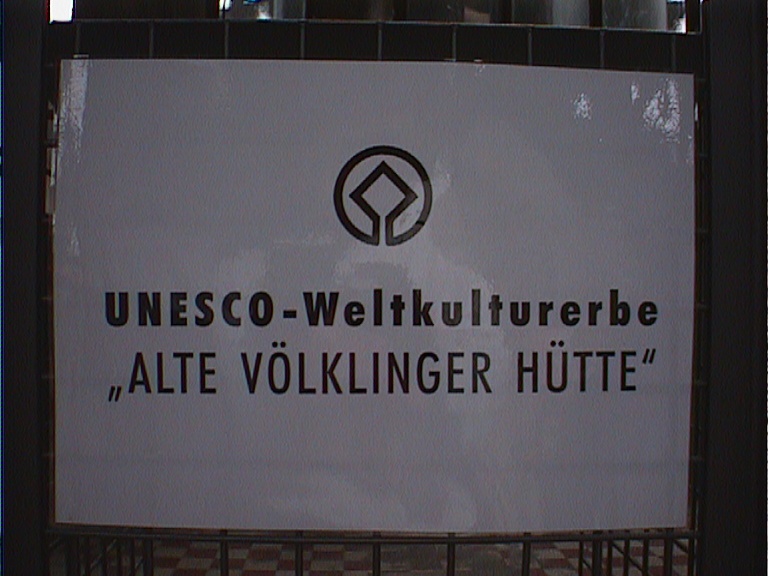 UNESCO-Weltkulturerbe
„ALTE VÖLKLINGER HÜTTE“